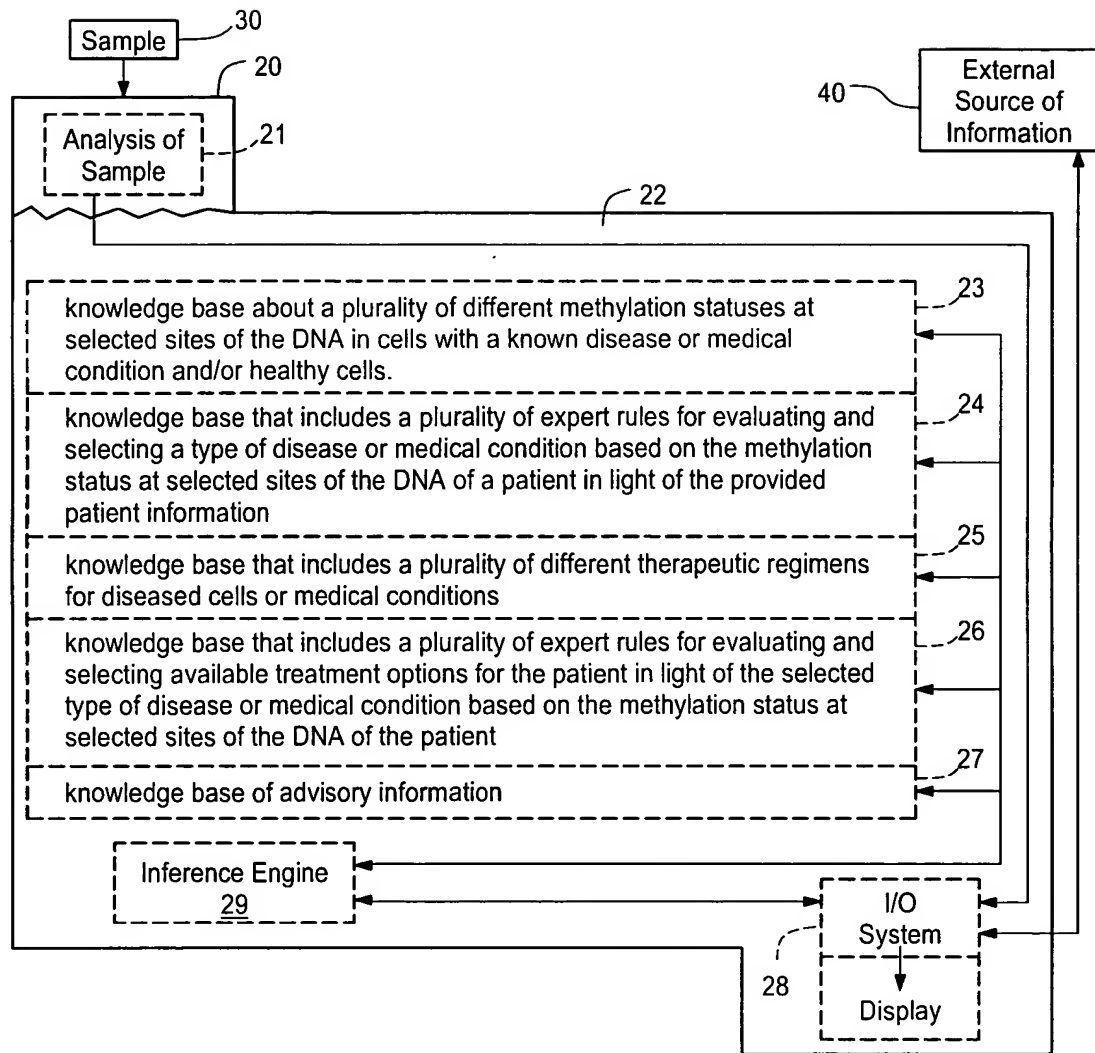 Sample
30
20
External
Source of
Information
40
Analysis of
Sample
21
22
knowledge base about a plurality of different methylation statuses at
selected sites of the DNA in cells with a known disease or medical
condition and/or healthy cells.
23
knowledge base that includes a plurality of expert rules for evaluating and
selecting a type of disease or medical condition based on the methylation
status at selected sites of the DNA of a patient in light of the provided
patient information
24
knowledge base that includes a plurality of different therapeutic regimens
for diseased cells or medical conditions
25
knowledge base that includes a plurality of expert rules for evaluating and
selecting available treatment options for the patient in light of the selected
type of disease or medical condition based on the methylation status at
selected sites of the DNA of the patient
26
knowledge base of advisory information
27
Inference Engine
29
I/O
System
28
Display